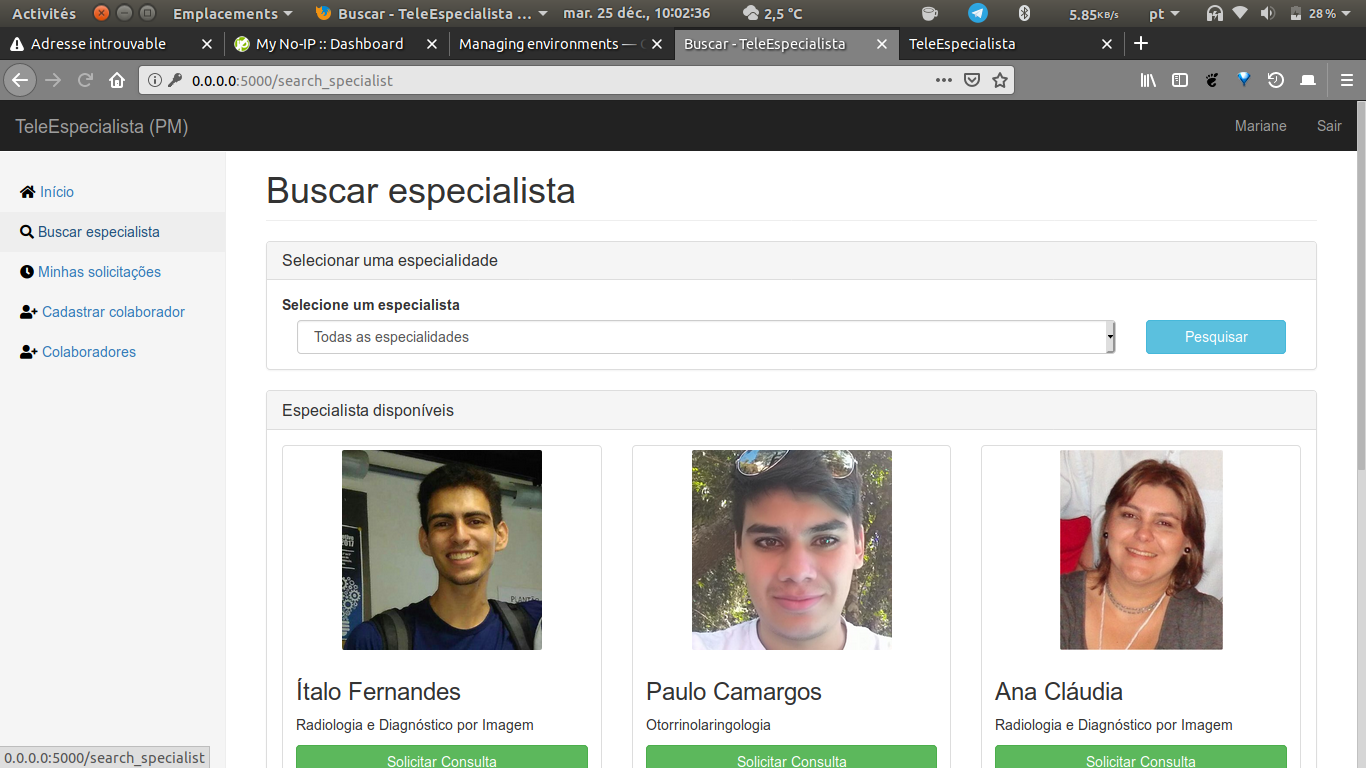 Activités Emplacements Buscar - TeleEspecialista ... mar. 25 déc., 10:02:36 2,5 °C 5.85KB/s pt 28 %
Adresse introuvable My No-IP :: Dashboard Managing environments — Buscar - TeleEspecialista TeleEspecialista
0.0.0.0:5000/search_specialist
TeleEspecialista (PM) Mariane Sair
Início
Buscar especialista
Minhas solicitações
Cadastrar colaborador
Colaboradores
Buscar especialista
Selecionar uma especialidade
Selecione um especialista
Todas as especialidades Pesquisar
Especialista disponíveis
2017
PLANTÃO
Ítalo Fernandes Paulo Camargos Ana Cláudia
Radiologia e Diagnóstico por Imagem Otorrinolaringologia Radiologia e Diagnóstico por Imagem
Solicitar Consulta Solicitar Consulta Solicitar Consulta
0.0.0.0:5000/search_specialist